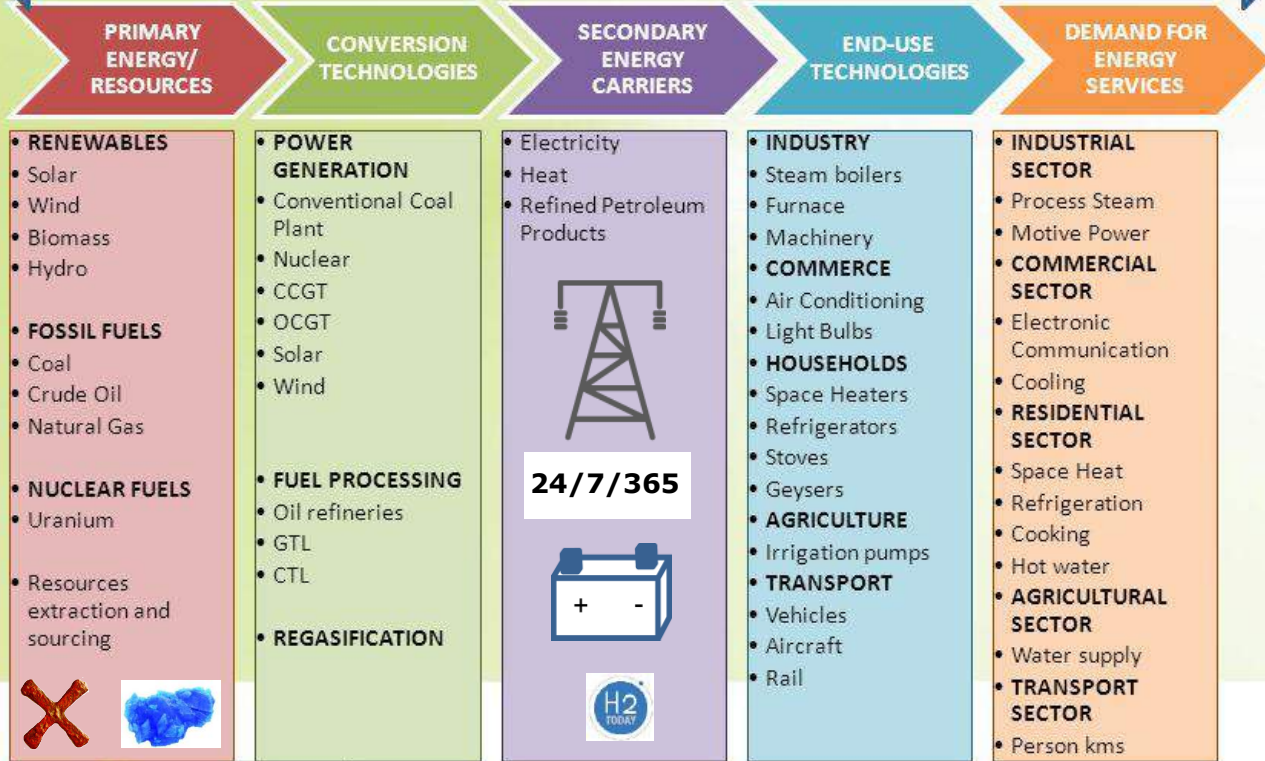 PRIMARY
ENERGY/
RESOURCES
CONVERSION
TECHNOLOGIES
SECONDARY
ENERGY
CARRIERS
END-USE
TECHNOLOGIES
DEMAND FOR
ENERGY
SERVICES
• RENEWABLES
• Solar
• Wind
• Biomass
• Hydro
• FOSSIL FUELS
• Coal
• Crude Oil
• Natural Gas
• NUCLEAR FUELS
• Uranium
• Resources
extraction and
sourcing
• POWER
GENERATION
• Conventional Coal
Plant
• Nuclear
• CCGT
• OCGT
• Solar
• Wind
• FUEL PROCESSING
• Oil refineries
• GTL
• CTL
• REGASIFICATION
• Electricity
• Heat
• Refined Petroleum
Products
24/7/365
+ -
H2
TODAY
• INDUSTRY
• Steam boilers
• Furnace
• Machinery
• COMMERCE
• Air Conditioning
• Light Bulbs
• HOUSEHOLDS
• Space Heaters
• Refrigerators
• Stoves
• Geysers
• AGRICULTURE
• Irrigation pumps
• TRANSPORT
• Vehicles
• Aircraft
• Rail
• INDUSTRIAL
SECTOR
• Process Steam
• Motive Power
• COMMERCIAL
SECTOR
• Electronic
Communication
• Cooling
• RESIDENTIAL
SECTOR
• Space Heat
• Refrigeration
• Cooking
• Hot water
• AGRICULTURAL
SECTOR
• Water supply
• TRANSPORT
SECTOR
• Person kms